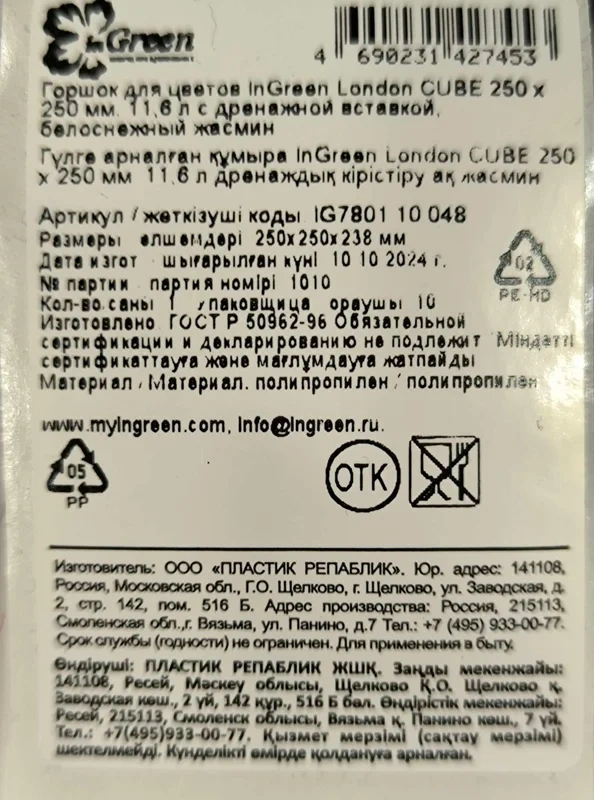 InGreen
4 690231 427453
Горшок для цветов InGreen London CUBE 250 x
250 мм. 11,6 л с дренажной вставкой,
белоснежный жасмин
Гүлге арналған құмыра InGreen London CUBE 250
x 250 мм 11,6 л дренаждық кірістіру ақ жасмин
Артикул / жеткізуші коды IG7801 10 048
Размеры өлшемдері 250x250x238 мм
Дата изгот шығарылған күні 10 10 2024 г.
№ партии партия номірі 1010
Кол-во саны 1 упаковщица ораушы 10
Изготовлено ГОСТ Р 50962-96 Обязательной
сертификации и декларированию не подлежит Міндетті
сертификаттауға және мағлұмдауға жатпайды
Материал / Материал. полипропилен / полипропилен
02
PE-HD
www.myingreen.com, Info@ingreen.ru.
05
PP
ОТК
Изготовитель: ООО «ПЛАСТИК РЕПАБЛИК». Юр. адрес: 141108,
Россия, Московская обл., Г.О. Щелково, г. Щелково, ул. Заводская, д.
2, стр. 142, пом. 516 Б. Адрес производства: Россия, 215113,
Смоленская обл.,г. Вязьма, ул. Панино, д.7 Тел.: +7 (495) 933-00-77.
Срок службы (годности) не ограничен. Для применения в быту.
Өндіруші: ПЛАСТИК РЕПАБЛИК ЖШҚ. Заңды мекенжайы:
141108, Ресей, Мәскеу облысы, Щелково Қ.О. Щелково қ.
Заводская көш., 2 үй, 142 құр., 516 Б бөл. Өндірістік мекенжайы:
Ресей, 215113, Смоленск облысы, Вязьма қ. Панино көш., 7 үй.
Тел.: +7(495)933-00-77. Қызмет мерзімі (сақтау мерзімі)
шектелмейді. Күнделікті өмірде қолдануға арналған.